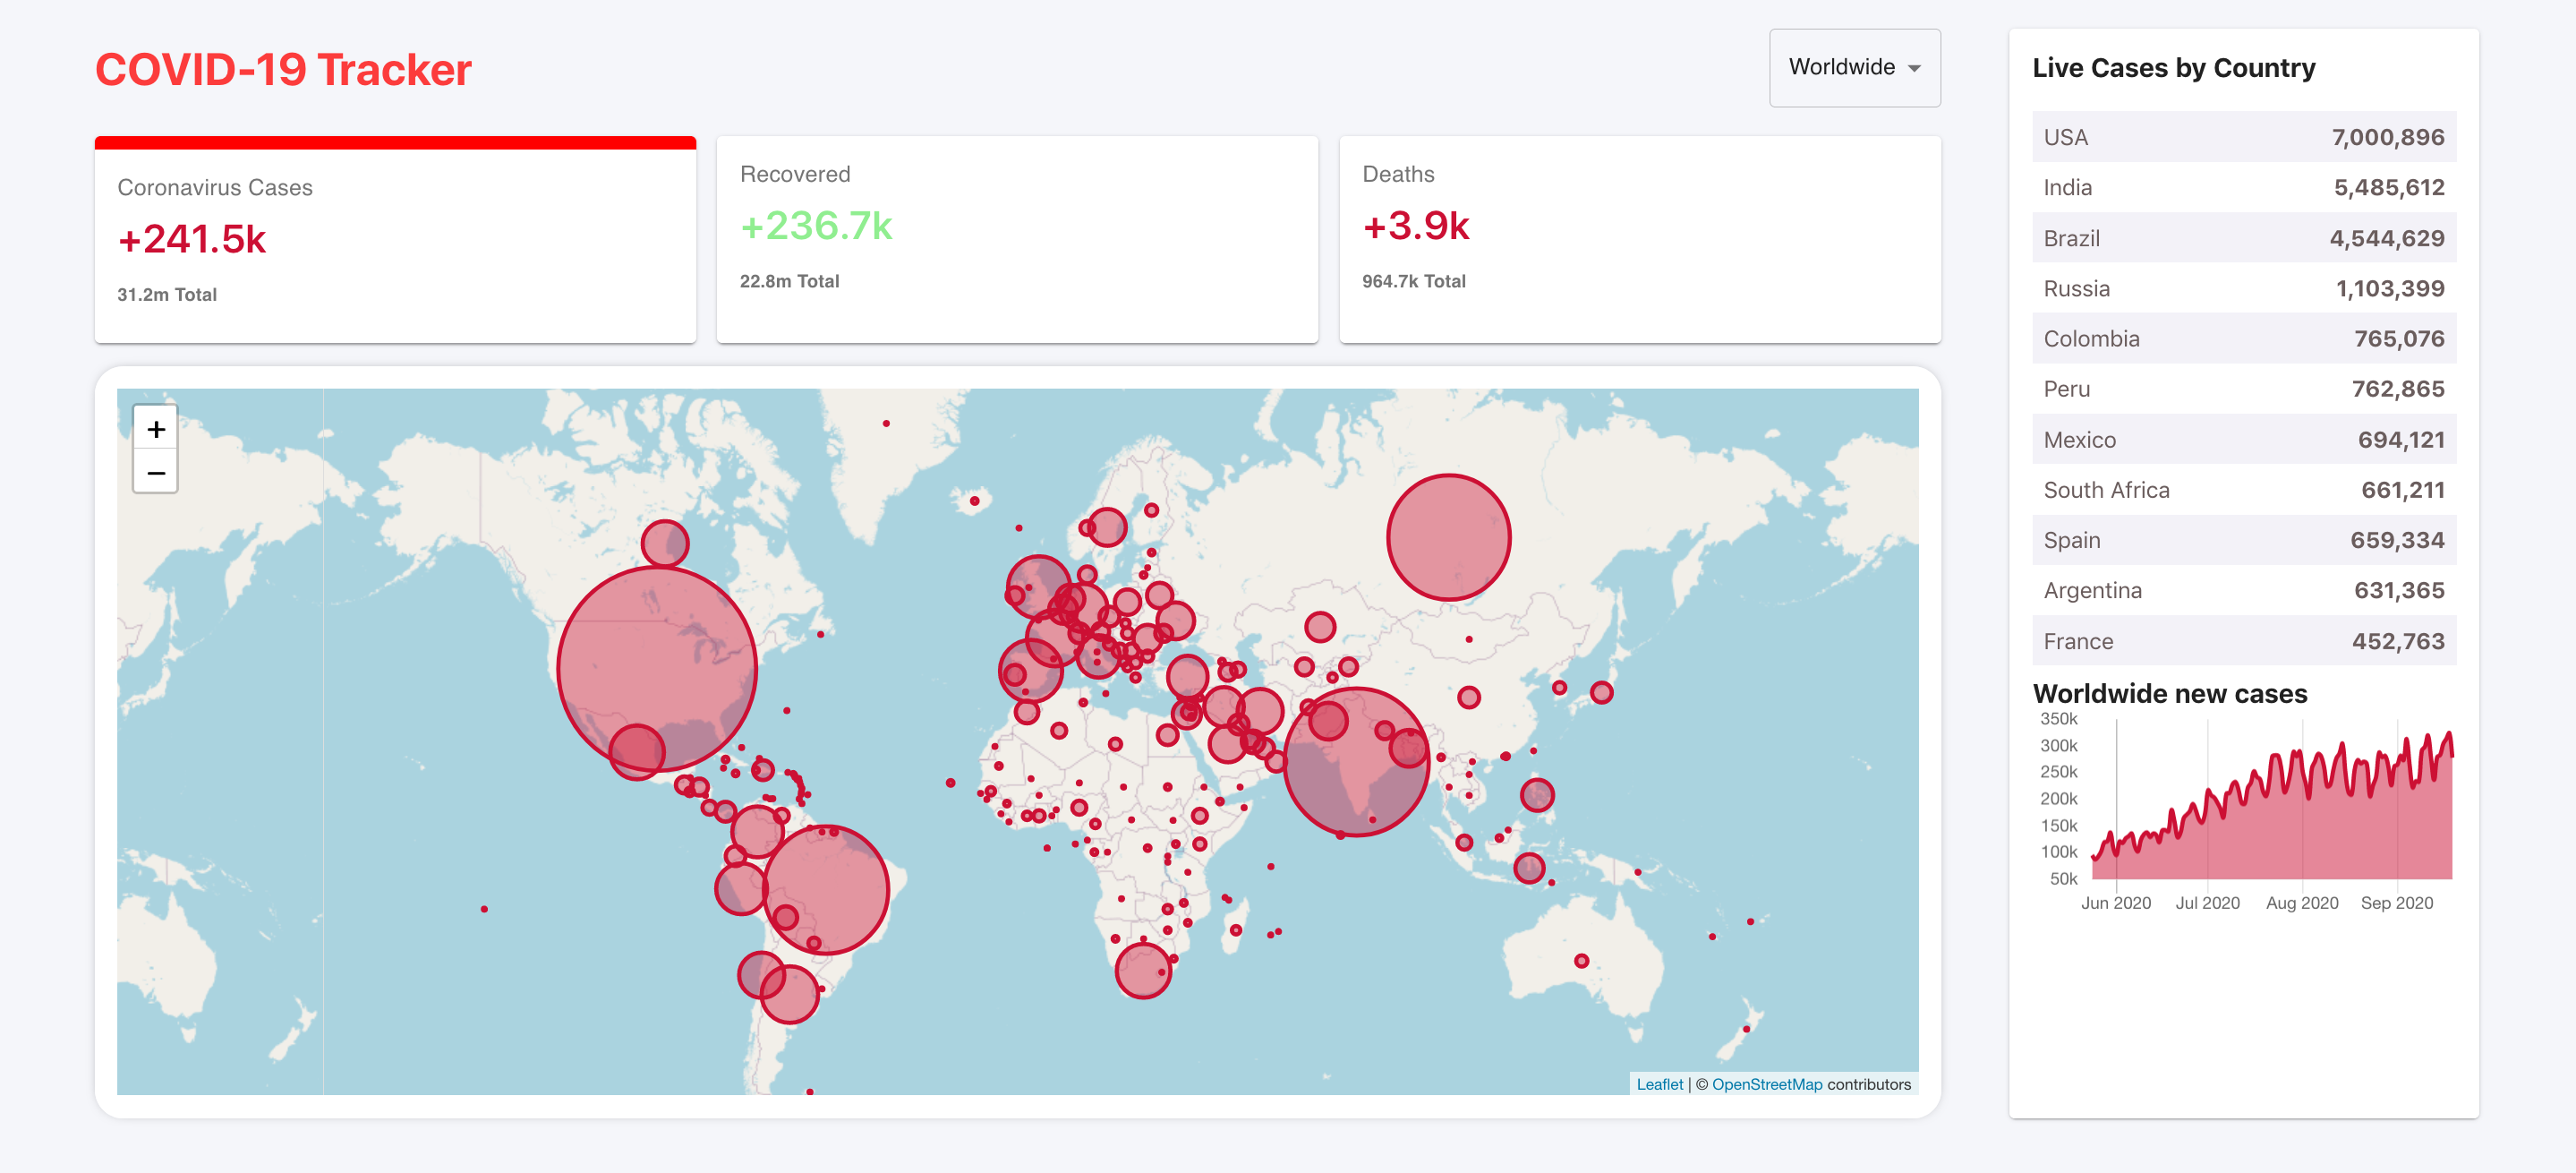 COVID-19 Tracker
Worldwide
Coronavirus Cases
+241.5k
31.2m Total
Recovered
+236.7k
22.8m Total
Deaths
+3.9k
964.7k Total
+
−
Leaflet | © OpenStreetMap contributors
Live Cases by Country
USA 7,000,896
India 5,485,612
Brazil 4,544,629
Russia 1,103,399
Colombia 765,076
Peru 762,865
Mexico 694,121
South Africa 661,211
Spain 659,334
Argentina 631,365
France 452,763
Worldwide new cases
350k
300k
250k
200k
150k
100k
50k
Jun 2020 Jul 2020 Aug 2020 Sep 2020